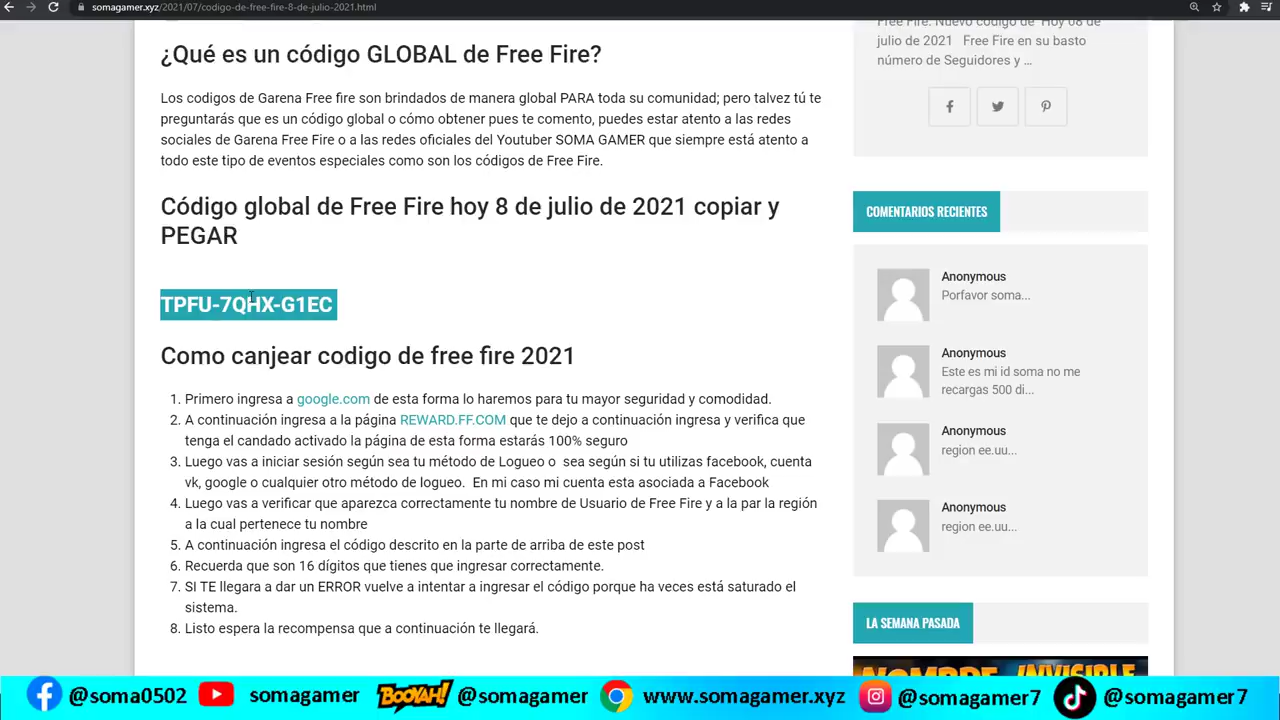 somagamer.xyz/2021/07/codigo-de-free-fire-8-de-julio-2021.html
¿Qué es un código GLOBAL de Free Fire?
Los codigos de Garena Free fire son brindados de manera global PARA toda su comunidad; pero talvez tú te
preguntarás que es un código global o cómo obtener pues te comento, puedes estar atento a las redes
sociales de Garena Free Fire o a las redes oficiales del Youtuber SOMA GAMER que siempre está atento a
todo este tipo de eventos especiales como son los códigos de Free Fire.
Código global de Free Fire hoy 8 de julio de 2021 copiar y
PEGAR
TPFU-7QHX-G1EC
Como canjear codigo de free fire 2021
1. Primero ingresa a google.com de esta forma lo haremos para tu mayor seguridad y comodidad.
2. A continuación ingresa a la página REWARD.FF.COM que te dejo a continuación ingresa y verifica que
tenga el candado activado la página de esta forma estarás 100% seguro
3. Luego vas a iniciar sesión según sea tu método de Logueo o sea según si tu utilizas facebook, cuenta
vk, google o cualquier otro método de logueo. En mi caso mi cuenta esta asociada a Facebook
4. Luego vas a verificar que aparezca correctamente tu nombre de Usuario de Free Fire y a la par la región
a la cual pertenece tu nombre
5. A continuación ingresa el código descrito en la parte de arriba de este post
6. Recuerda que son 16 dígitos que tienes que ingresar correctamente.
7. SI TE llegara a dar un ERROR vuelve a intentar a ingresar el código porque ha veces está saturado el
sistema.
8. Listo espera la recompensa que a continuación te llegará.
Free Fire. Nuevo codigo de Hoy 08 de
julio de 2021 Free Fire en su basto
número de Seguidores y ...
COMENTARIOS RECIENTES
Anonymous
Porfavor soma...
Anonymous
Este es mi id soma no me
recargas 500 di...
Anonymous
region ee.uu...
Anonymous
region ee.uu...
LA SEMANA PASADA
NOMBRE INVISIBLE
@soma0502 somagamer BOOYAH! @somagamer www.somagamer.xyz @somagamer7 @somagamer7